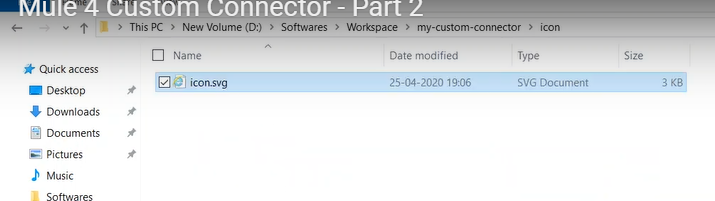 Mule 4 Custom Connector - Part 2
This PC > New Volume (D:) > Softwares > Workspace > my-custom-connector > icon
Name Date modified Type Size
Quick access
icon.svg 25-04-2020 19:06 SVG Document 3 KB
Desktop
Downloads
Documents
Pictures
Music
Softwares